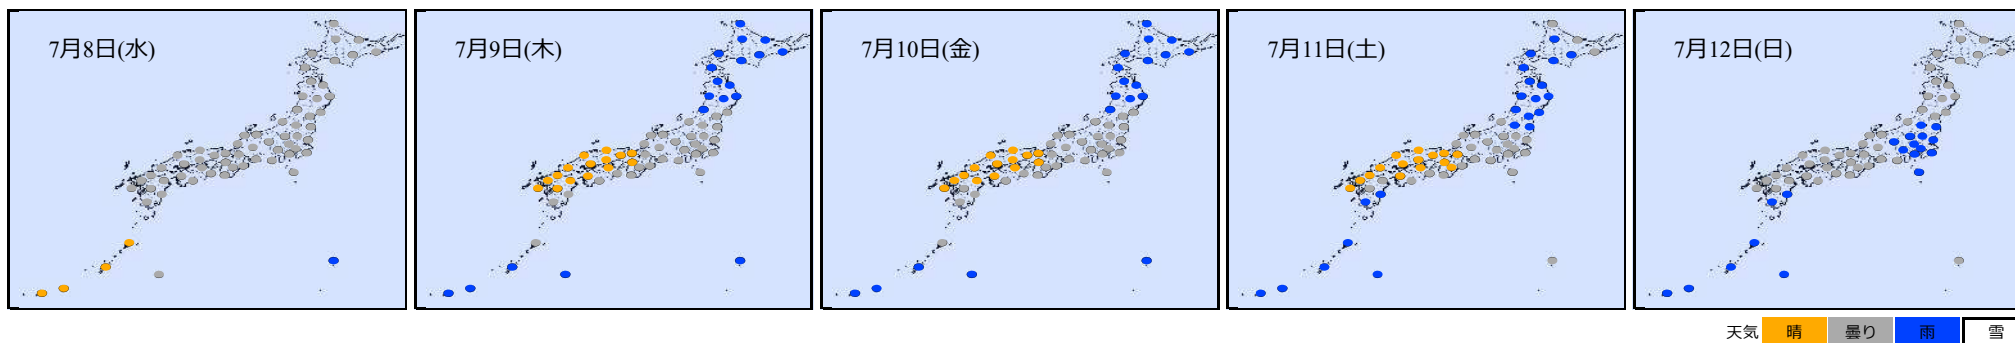 7月8日(水)
7月9日(木)
7月10日(金)
7月11日(土)
7月12日(日)
天気 晴 曇り 雨 雪